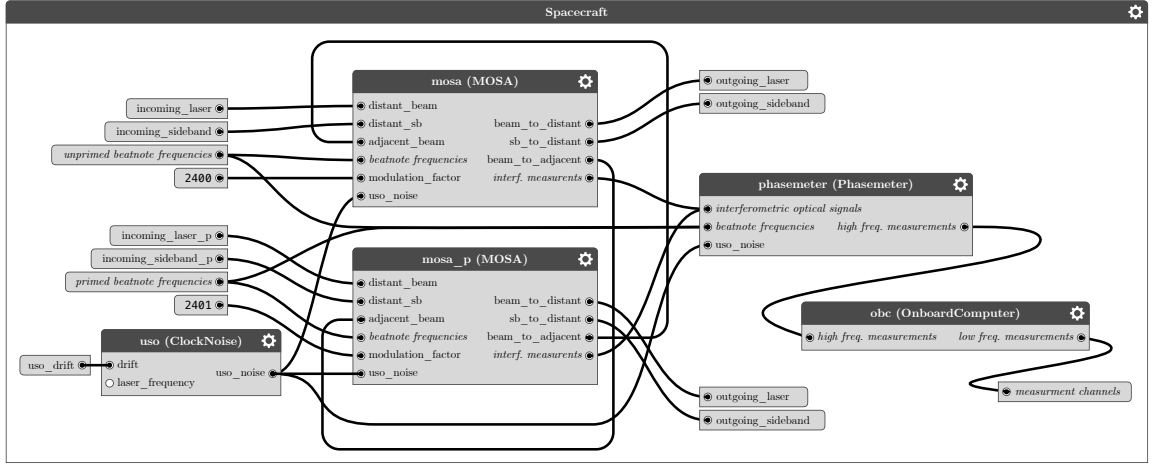 Spacecraft
incoming_laser
incoming_sideband
unprimed beatnote frequencies
2400
mosa (MOSA)
distant_beam
distant_sb
beam_to_distant
adjacent_beam
sb_to_distant
beatnote frequencies
beam_to_adjacent
modulation_factor
interf. measurents
uso_noise
outgoing_laser
outgoing_sideband
phasemeter (Phasemeter)
interferometric optical signals
beatnote frequencies
high freq. measurements
uso_noise
incoming_laser_p
incoming_sideband_p
primed beatnote frequencies
2401
mosa_p (MOSA)
distant_beam
distant_sb
beam_to_distant
adjacent_beam
sb_to_distant
beatnote frequencies
beam_to_adjacent
modulation_factor
interf. measurents
uso_noise
obc (OnboardComputer)
high freq. measurements
low freq. measurements
uso_drift
uso (ClockNoise)
drift
uso_noise
laser_frequency
outgoing_laser
outgoing_sideband
measurment channels